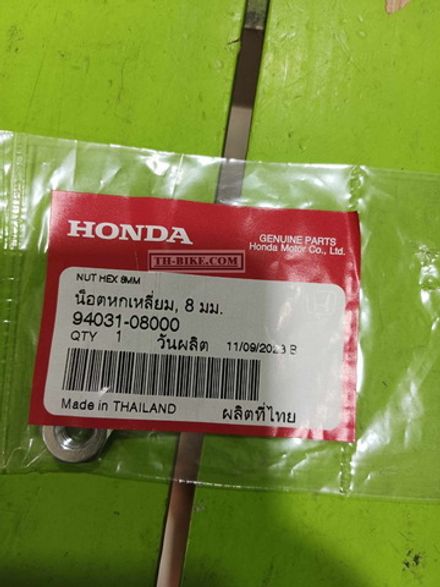 HONDA
GENUINE PARTS
Honda Motor Co., Ltd.
TH-BIKE.COM
NUT HEX 8MM
น๊อตหกเหลี่ยม, 8 มม.
94031-08000
QTY 1 วันผลิต 11/09/2023 B
Made in THAILAND ผลิตที่ไทย